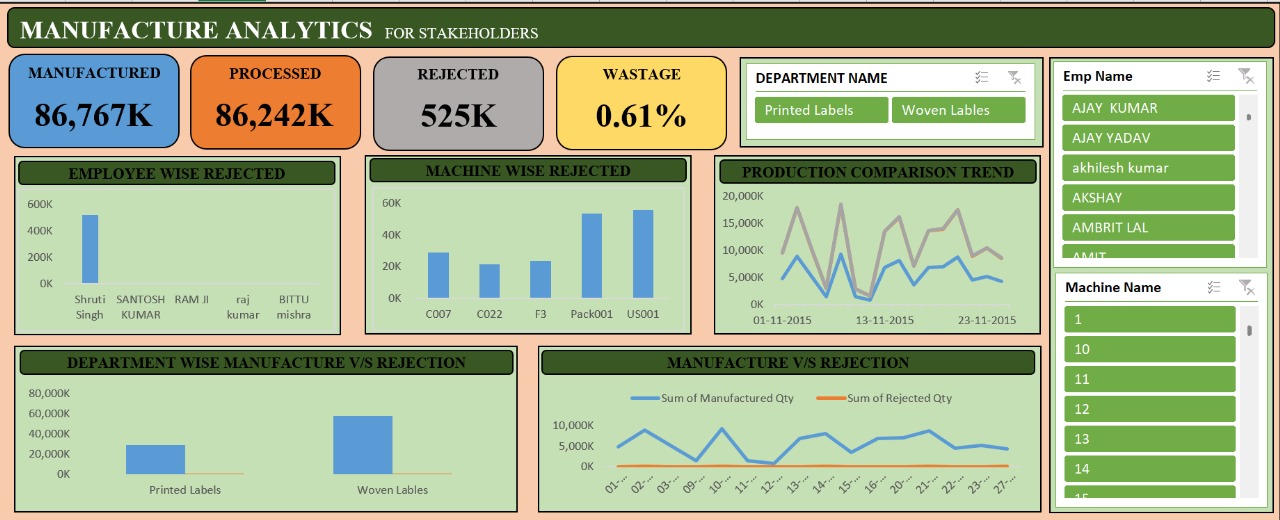 MANUFACTURE ANALYTICS FOR STAKEHOLDERS
MANUFACTURED
86,767K
PROCESSED
86,242K
REJECTED
525K
WASTAGE
0.61%
DEPARTMENT NAME
Printed Labels
Woven Lables
Emp Name
AJAY  KUMAR
AJAY YADAV
akhilesh kumar
AKSHAY
AMBRIT LAL
AMIT
EMPLOYEE WISE REJECTED
600K
400K
200K
0K
Shruti Singh
SANTOSH KUMAR
RAM JI
raj kumar
BITTU mishra
MACHINE WISE REJECTED
60K
40K
20K
0K
C007
C022
F3
Pack001
US001
PRODUCTION COMPARISON TREND
20,000K
15,000K
10,000K
5,000K
0K
01-11-2015
13-11-2015
23-11-2015
Machine Name
1
10
11
12
13
14
15
DEPARTMENT WISE MANUFACTURE V/S REJECTION
80,000K
60,000K
40,000K
20,000K
0K
Printed Labels
Woven Lables
MANUFACTURE V/S REJECTION
Sum of Manufactured Qty
Sum of Rejected Qty
10,000K
5,000K
0K
01-...
02-...
03-...
09-...
10-...
11-...
12-...
13-...
14-...
15-...
16-...
20-...
21-...
22-...
23-...
27-...